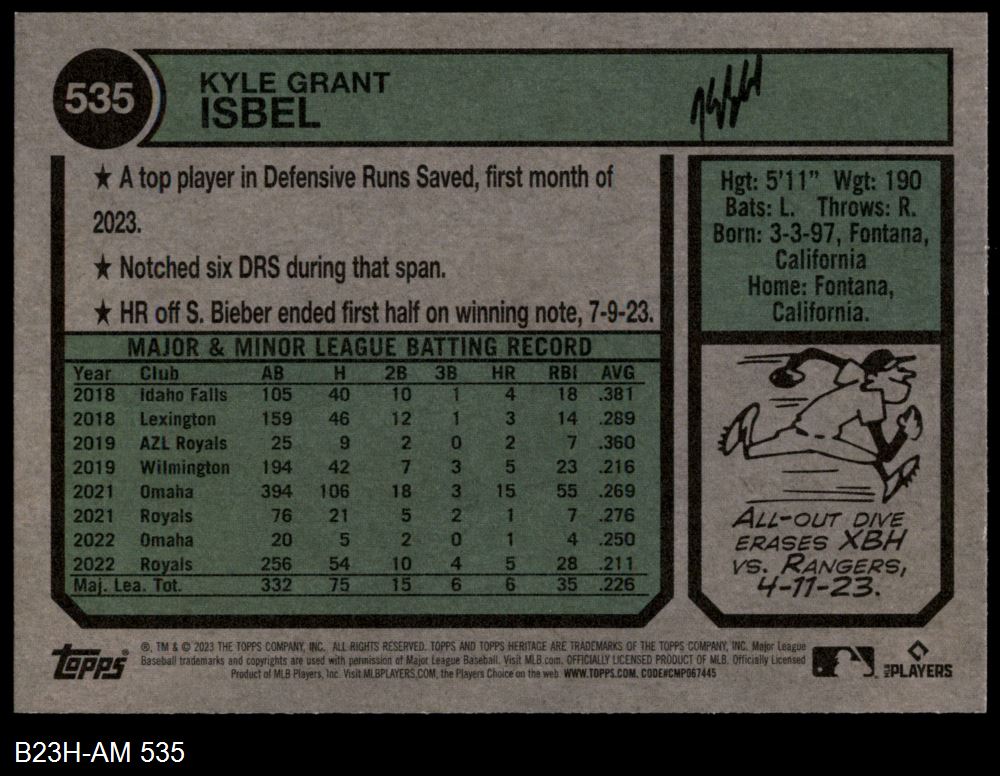 535
KYLE GRANT
ISBEL
★ A top player in Defensive Runs Saved, first month of
2023.
★ Notched six DRS during that span.
★ HR off S. Bieber ended first half on winning note, 7-9-23.
Hgt: 5'11" Wgt: 190
Bats: L. Throws: R.
Born: 3-3-97, Fontana,
California
Home: Fontana,
California.
MAJOR & MINOR LEAGUE BATTING RECORD
Year Club AB H 2B 3B HR RBI AVG
2018 Idaho Falls 105 40 10 1 4 18 .381
2018 Lexington 159 46 12 1 3 14 .289
2019 AZL Royals 25 9 2 0 2 7 .360
2019 Wilmington 194 42 7 3 5 23 .216
2021 Omaha 394 106 18 3 15 55 .269
2021 Royals 76 21 5 2 1 7 .276
2022 Omaha 20 5 2 0 1 4 .250
2022 Royals 256 54 10 4 5 28 .211
Maj. Lea. Tot. 332 75 15 6 6 35 .226
ALL-OUT DIVE
ERASES XBH
VS. RANGERS,
4-11-23.
Topps
®, TM & © 2023 THE TOPPS COMPANY, INC. ALL RIGHTS RESERVED. TOPPS AND TOPPS HERITAGE ARE TRADEMARKS OF THE TOPPS COMPANY, INC. Major League
Baseball trademarks and copyrights are used with permission of Major League Baseball. Visit MLB.com. OFFICIALLY LICENSED PRODUCT OF MLB. Officially Licensed
Product of MLB Players, Inc. Visit MLBPLAYERS.COM, the Players Choice on the web. WWW.TOPPS.COM. CODE#CMP067445
MLB PLAYERS
B23H-AM 535